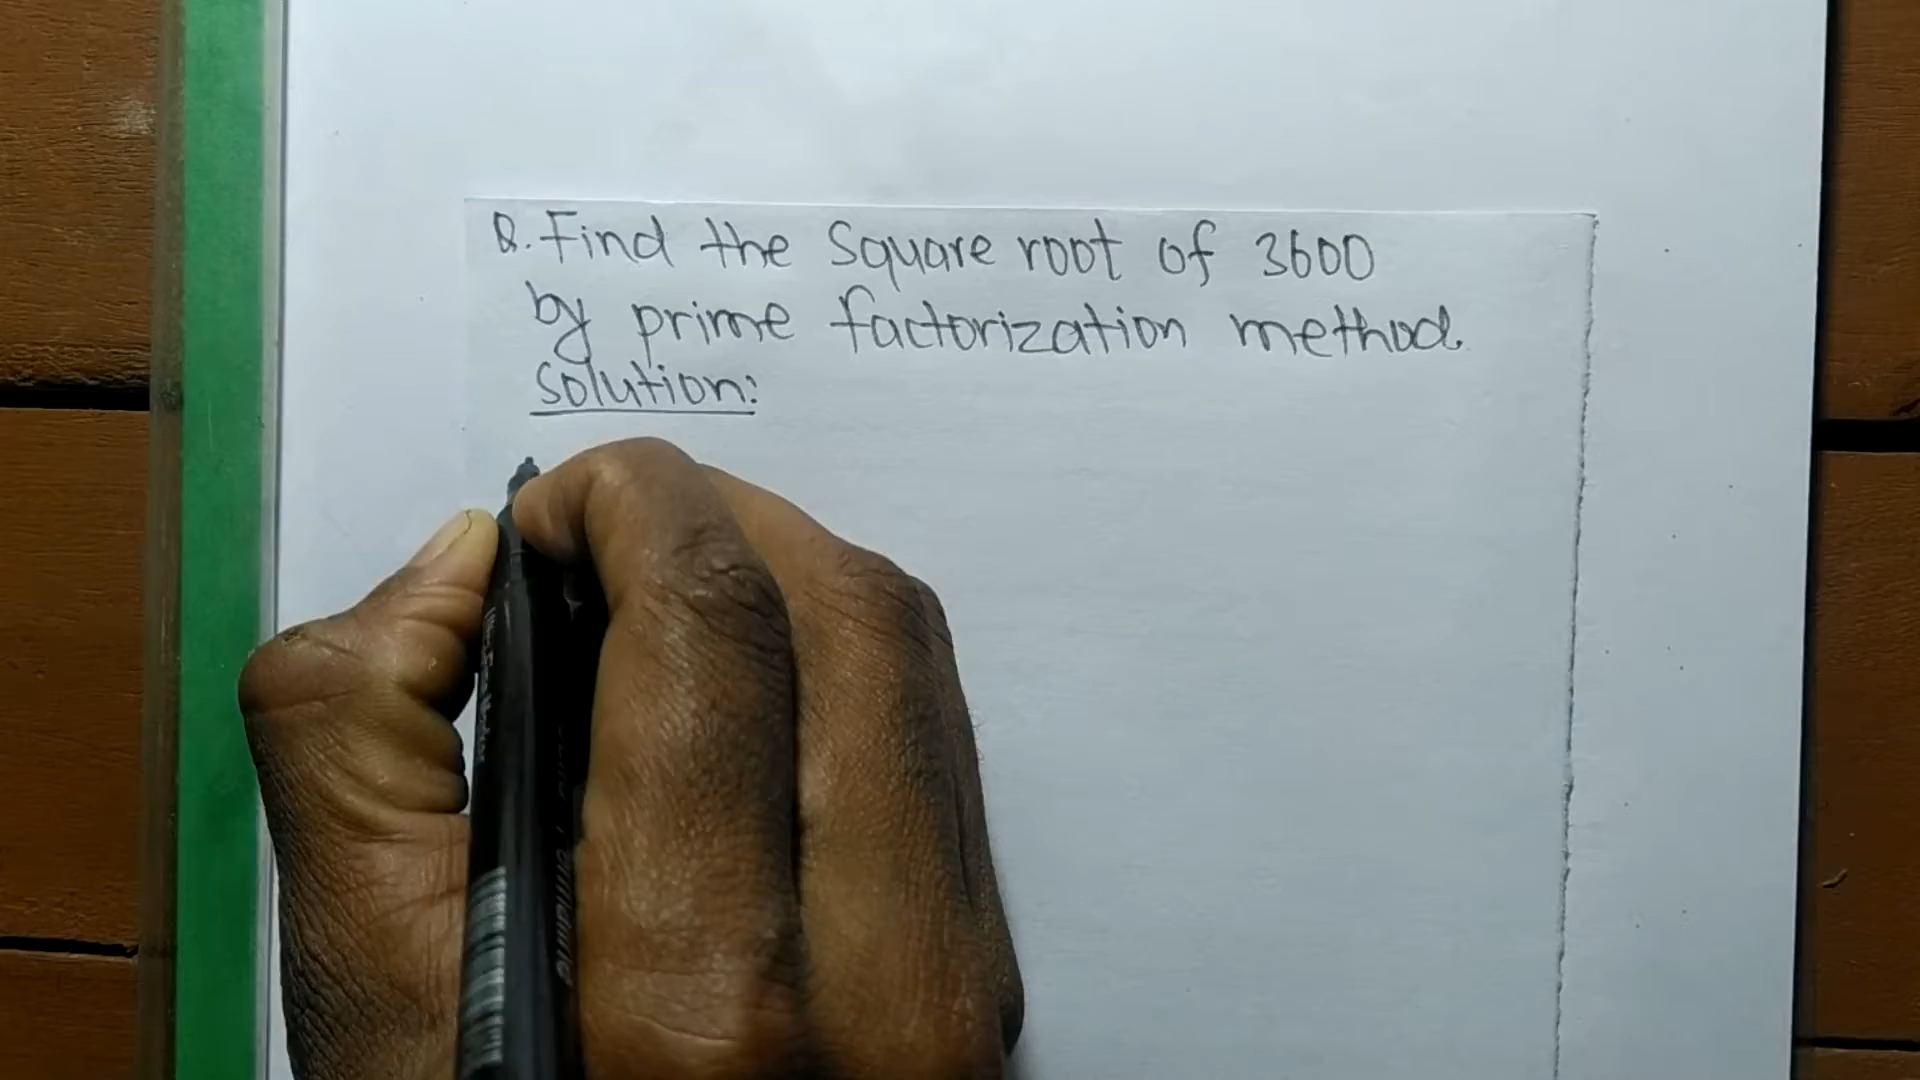 Q. Find the Square root of 3600
by prime factorization method.
solution: